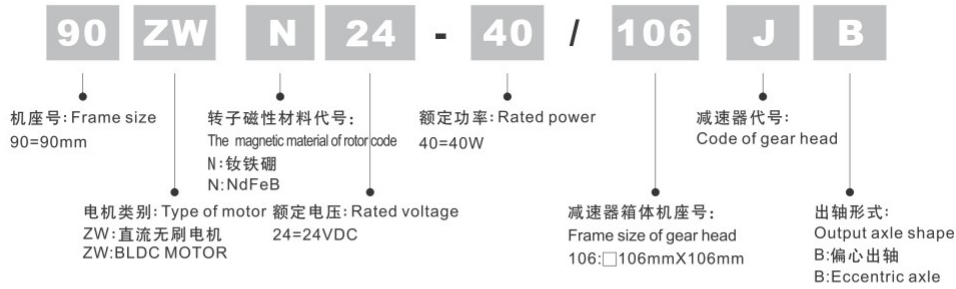 90 ZW N 24 - 40 / 106 J B
机座号: Frame size
90=90mm
转子磁性材料代号:
The magnetic material of rotor code
N:钕铁硼
N:NdFeB
额定功率: Rated power
40=40W
减速器代号:
Code of gear head
电机类别: Type of motor
ZW:直流无刷电机
ZW:BLDC MOTOR
额定电压: Rated voltage
24=24VDC
减速器箱体机座号:
Frame size of gear head
106:□106mmX106mm
出轴形式:
Output axle shape
B:偏心出轴
B:Eccentric axle